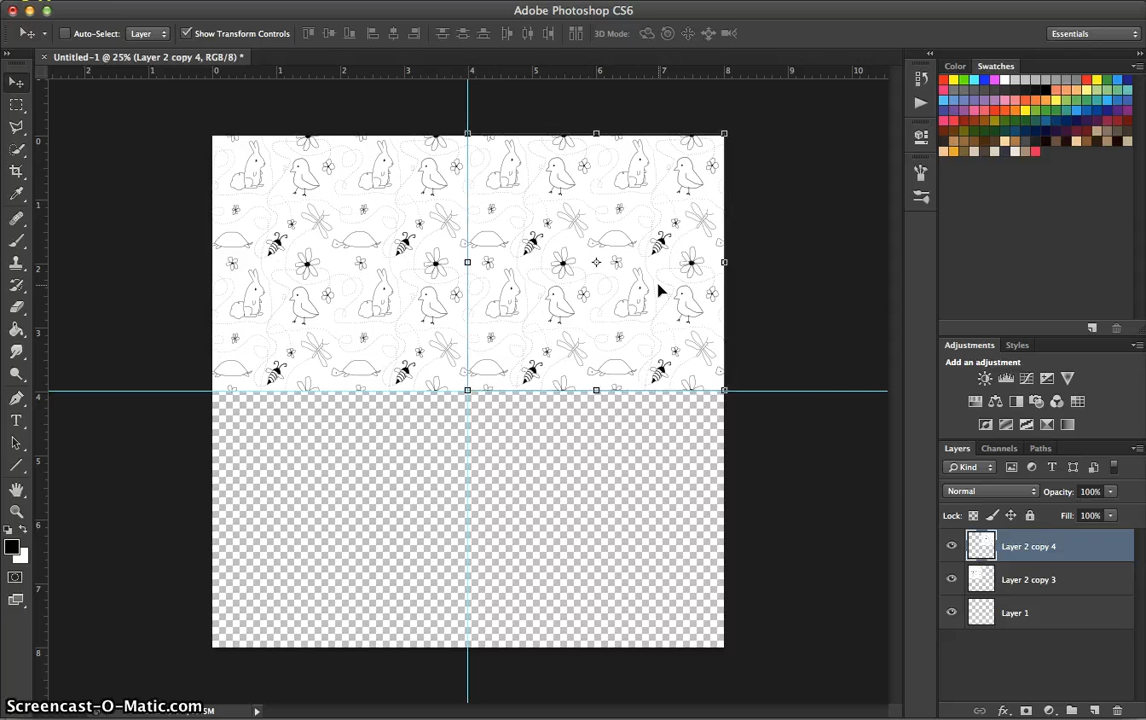 Adobe Photoshop CS6
Auto-Select: Layer Show Transform Controls 3D Mode: Essentials
Untitled-1 @ 25% (Layer 2 copy 4, RGB/8) *
2 1 0 1 2 3 4 5 6 7 8 9 10
0
1
2
3
4
5
6
7
8
Color Swatches
Adjustments Styles
Add an adjustment
Layers Channels Paths
Kind
Normal Opacity: 100%
Lock: Fill: 100%
Layer 2 copy 4
Layer 2 copy 3
Layer 1
Screencast-O-Matic.com